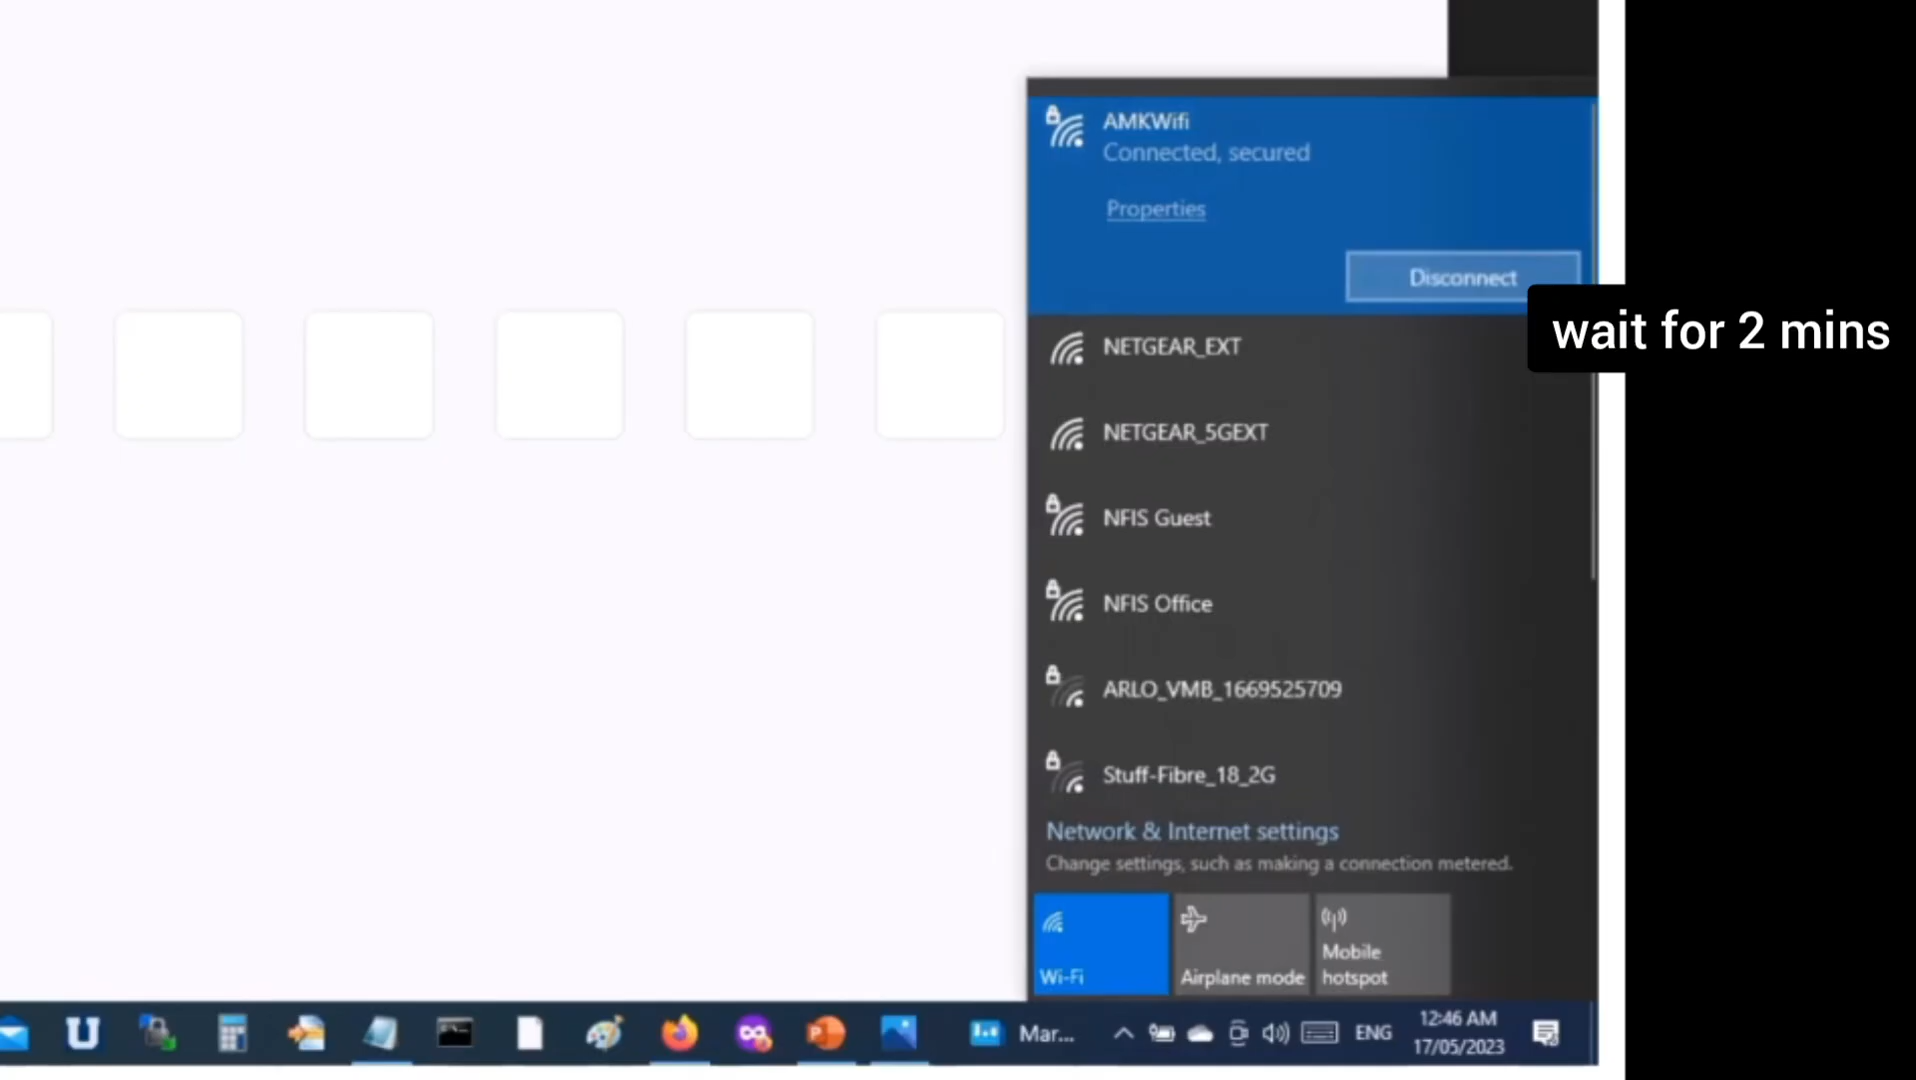 AMKWifi
Connected, secured
Properties
Disconnect
wait for 2 mins
NETGEAR_EXT
NETGEAR_5GEXT
NFIS Guest
NFIS Office
ARLO_VMB_1669525709
Stuff-Fibre_18_2G
Network & Internet settings
Change settings, such as making a connection metered.
Wi-Fi
Airplane mode
Mobile
hotspot
Mar...
ENG
12:46 AM
17/05/2023